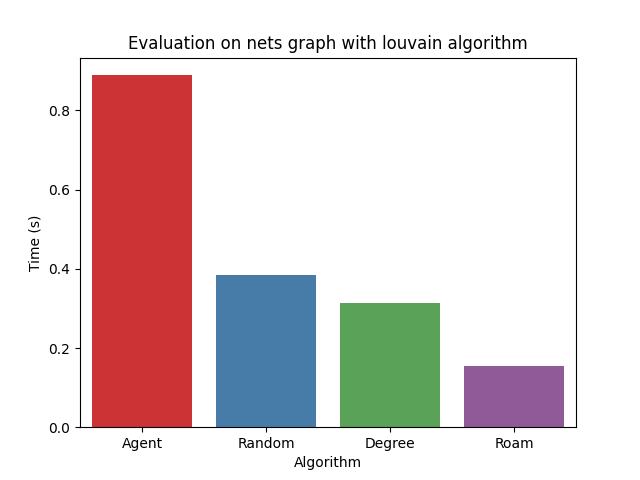 Evaluation on nets graph with louvain algorithm
0.8
0.6
0.4
0.2
0.0
Time (s)
Agent Random Degree Roam
Algorithm